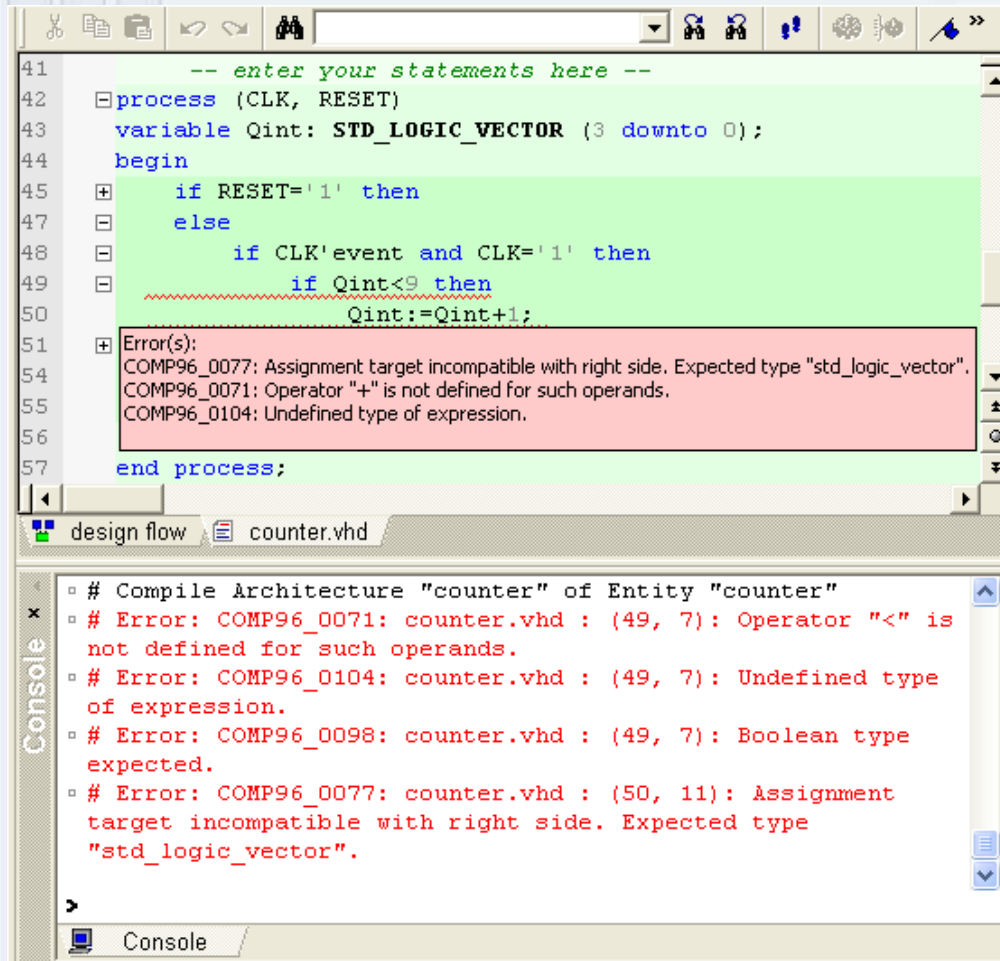 41 -- enter your statements here --
42 process (CLK, RESET)
43 variable Qint: STD_LOGIC_VECTOR (3 downto 0);
44 begin
45 if RESET='1' then
47 else
48 if CLK'event and CLK='1' then
49 if Qint<9 then
50 Qint:=Qint+1;
51 Error(s):
COMP96_0077: Assignment target incompatible with right side. Expected type "std_logic_vector".
54 COMP96_0071: Operator "+" is not defined for such operands.
55 COMP96_0104: Undefined type of expression.
56
57 end process;
design flow counter.vhd
# Compile Architecture "counter" of Entity "counter"
# Error: COMP96_0071: counter.vhd : (49, 7): Operator "<" is
not defined for such operands.
# Error: COMP96_0104: counter.vhd : (49, 7): Undefined type
of expression.
# Error: COMP96_0098: counter.vhd : (49, 7): Boolean type
expected.
# Error: COMP96_0077: counter.vhd : (50, 11): Assignment
target incompatible with right side. Expected type
"std_logic_vector".
>
Console
Console